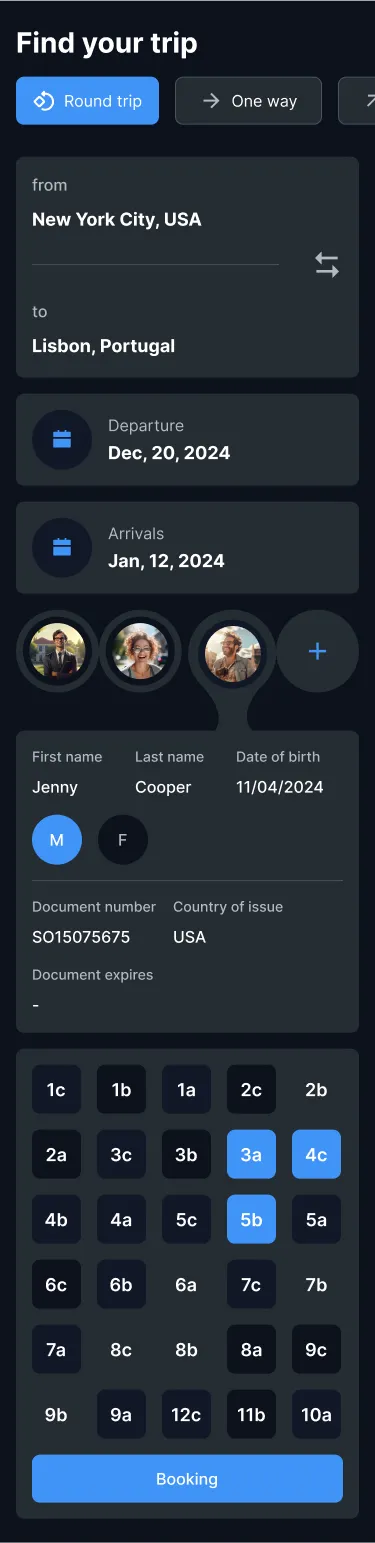 Find your trip
Round trip One way
from
New York City, USA
to
Lisbon, Portugal
Departure
Dec, 20, 2024
Arrivals
Jan, 12, 2024
First name Last name Date of birth
Jenny Cooper 11/04/2024
M F
Document number Country of issue
SO15075675 USA
Document expires
-
1c 1b 1a 2c 2b
2a 3c 3b 3a 4c
4b 4a 5c 5b 5a
6c 6b 6a 7c 7b
7a 8c 8b 8a 9c
9b 9a 12c 11b 10a
Booking